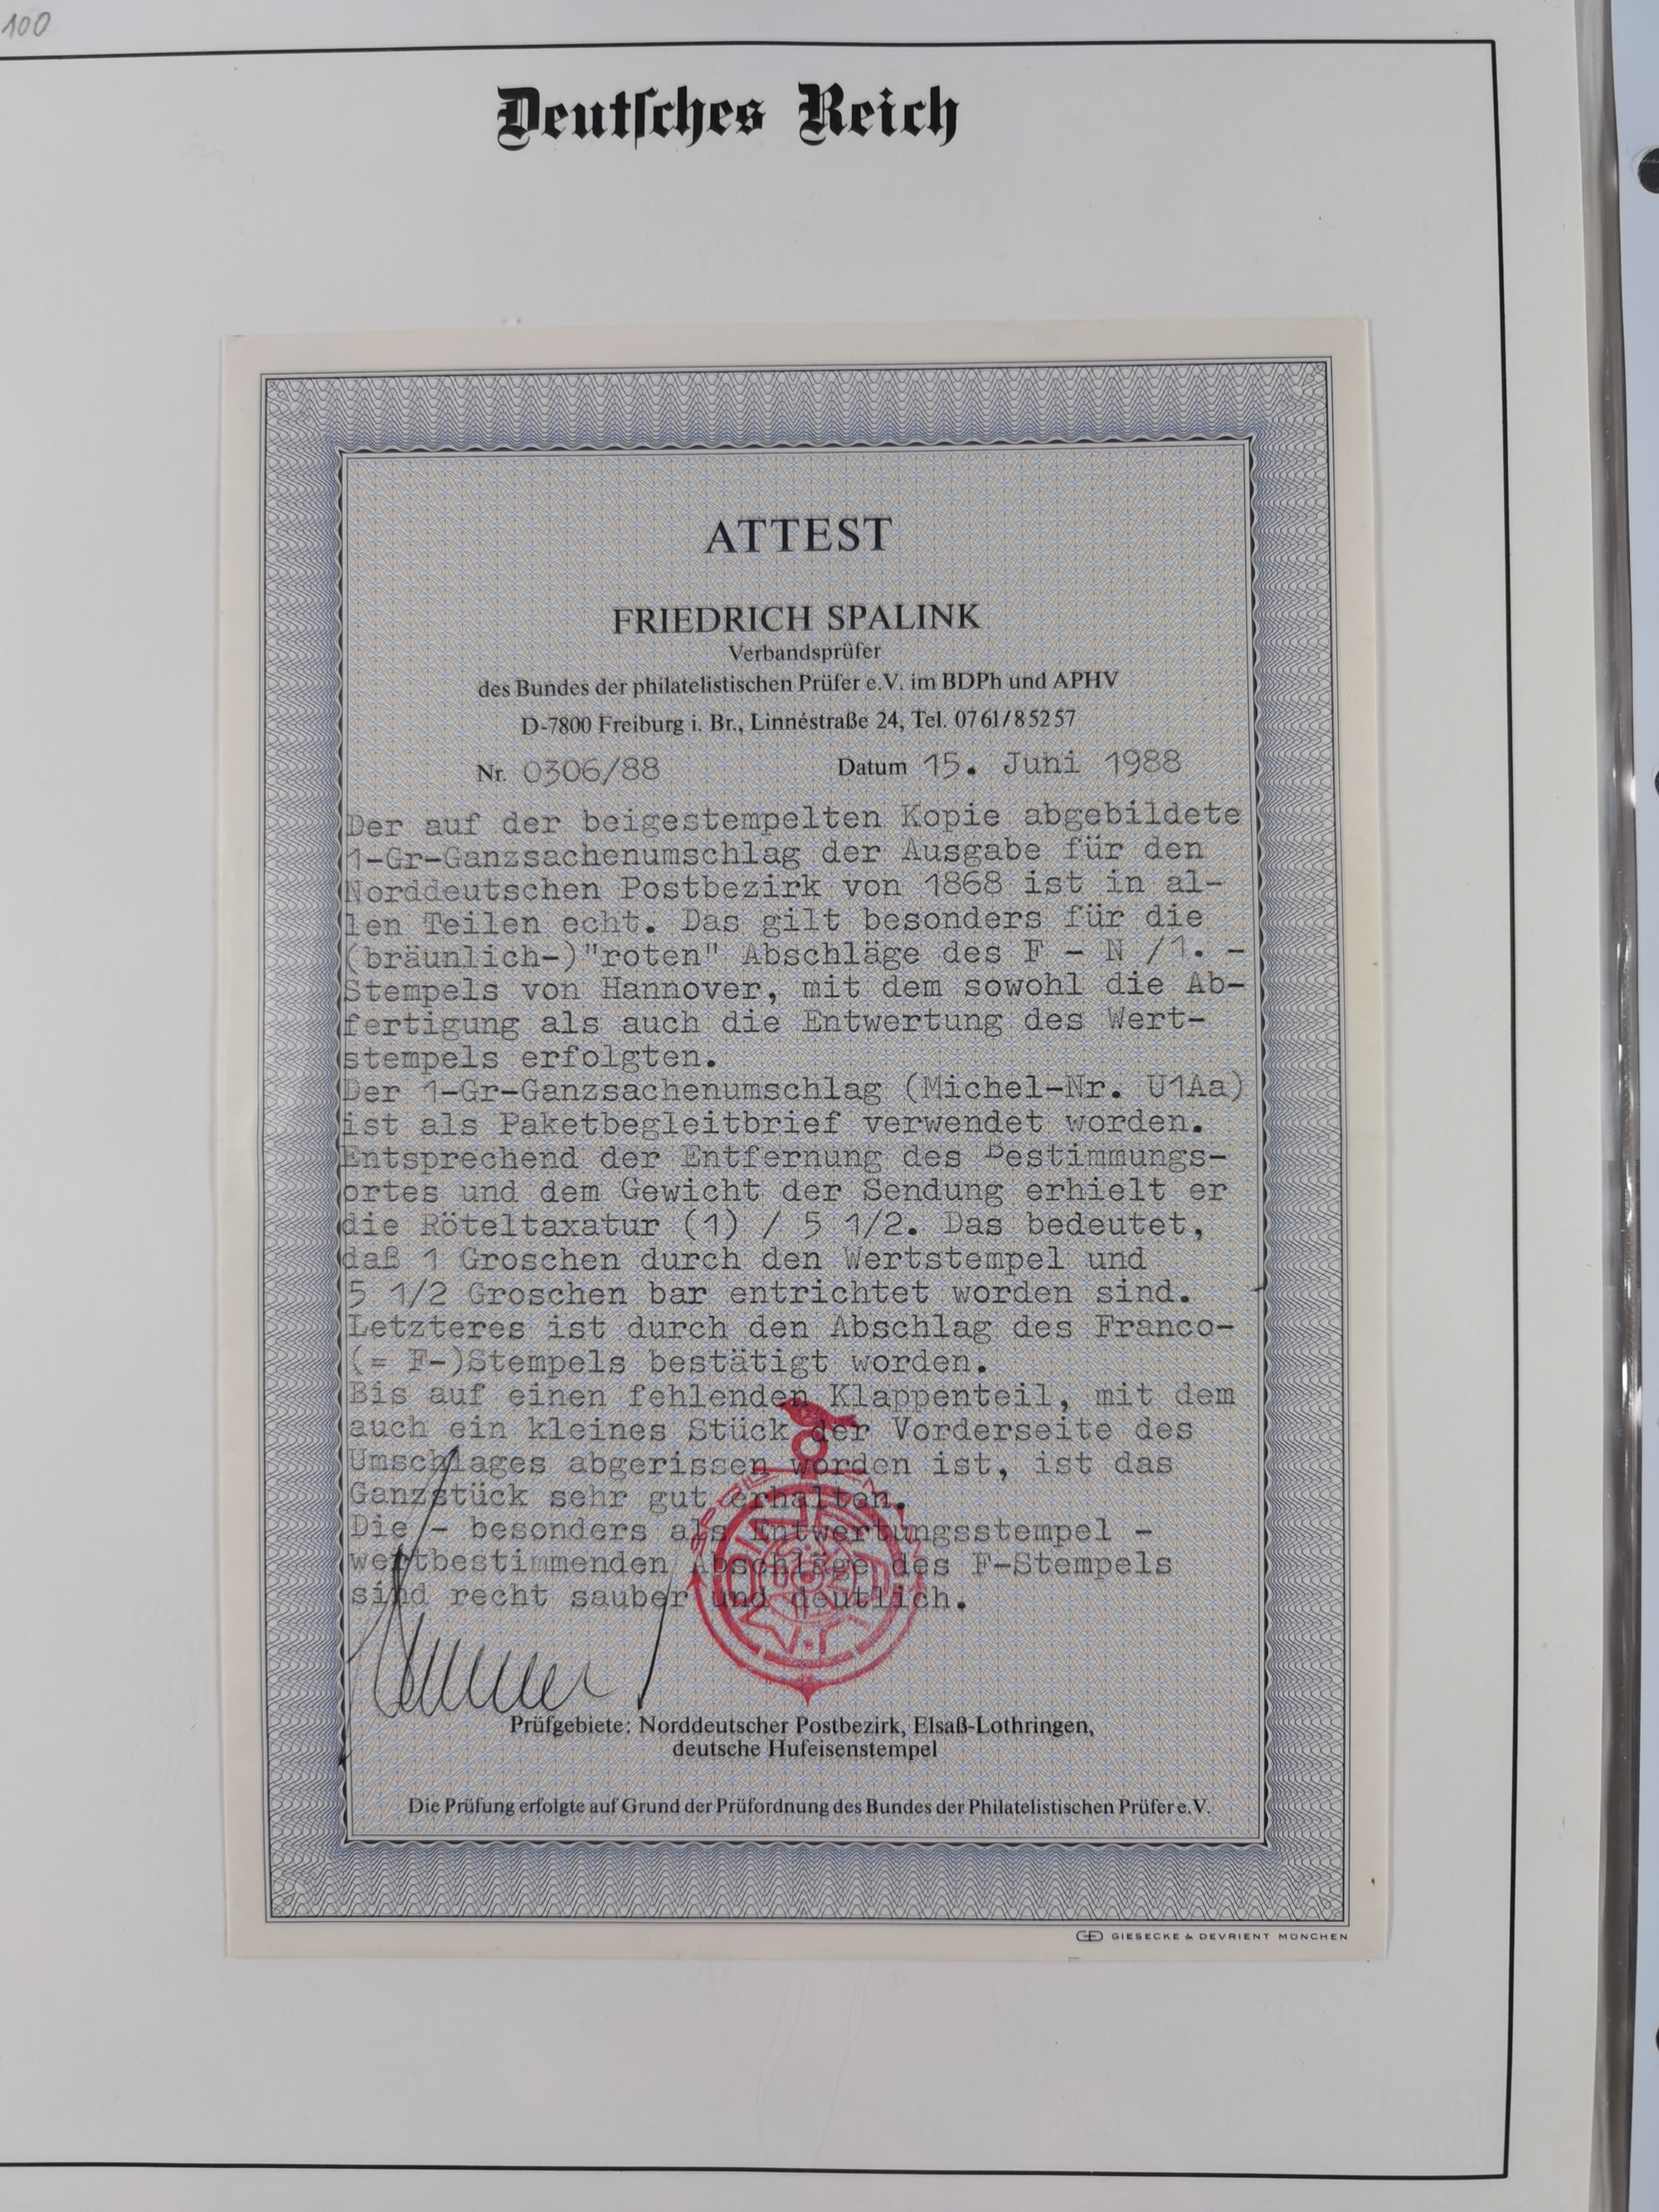 100
Deutſches Reich
ATTEST
FRIEDRICH SPALINK
Verbandsprüfer
des Bundes der philatelistischen Prüfer e.V. im BDPh und APHV
D-7800 Freiburg i. Br., Linnéstraße 24, Tel. 0761/85257
Nr. 0306/88 Datum 15. Juni 1988
Der auf der beigestempelten Kopie abgebildete
1-Gr-Ganzsachenumschlag der Ausgabe für den
Norddeutschen Postbezirk von 1868 ist in al-
len Teilen echt. Das gilt besonders für die
(bräunlich-)"roten" Abschläge des F - N /1. -
Stempels von Hannover, mit dem sowohl die Ab-
fertigung als auch die Entwertung des Wert-
stempels erfolgten.
Der 1-Gr-Ganzsachenumschlag (Michel-Nr. U1Aa)
ist als Paketbegleitbrief verwendet worden.
Entsprechend der Entfernung des Bestimmungs-
ortes und dem Gewicht der Sendung erhielt er
die Röteltaxatur (1) / 5 1/2. Das bedeutet,
daß 1 Groschen durch den Wertstempel und
5 1/2 Groschen bar entrichtet worden sind.
Letzteres ist durch den Abschlag des Franco-
(= F-)Stempels bestätigt worden.
Bis auf einen fehlenden Klappenteil, mit dem
auch ein kleines Stück der Vorderseite des
Umschlages abgerissen worden ist, ist das
Ganzstück sehr gut erhalten.
Die - besonders als Entwertungsstempel -
wertbestimmenden Abschläge des F-Stempels
sind recht sauber und deutlich.
Prüfgebiete: Norddeutscher Postbezirk, Elsaß-Lothringen,
deutsche Hufeisenstempel
Die Prüfung erfolgte auf Grund der Prüfordnung des Bundes der Philatelistischen Prüfer e.V.
GIESECKE & DEVRIENT MÜNCHEN